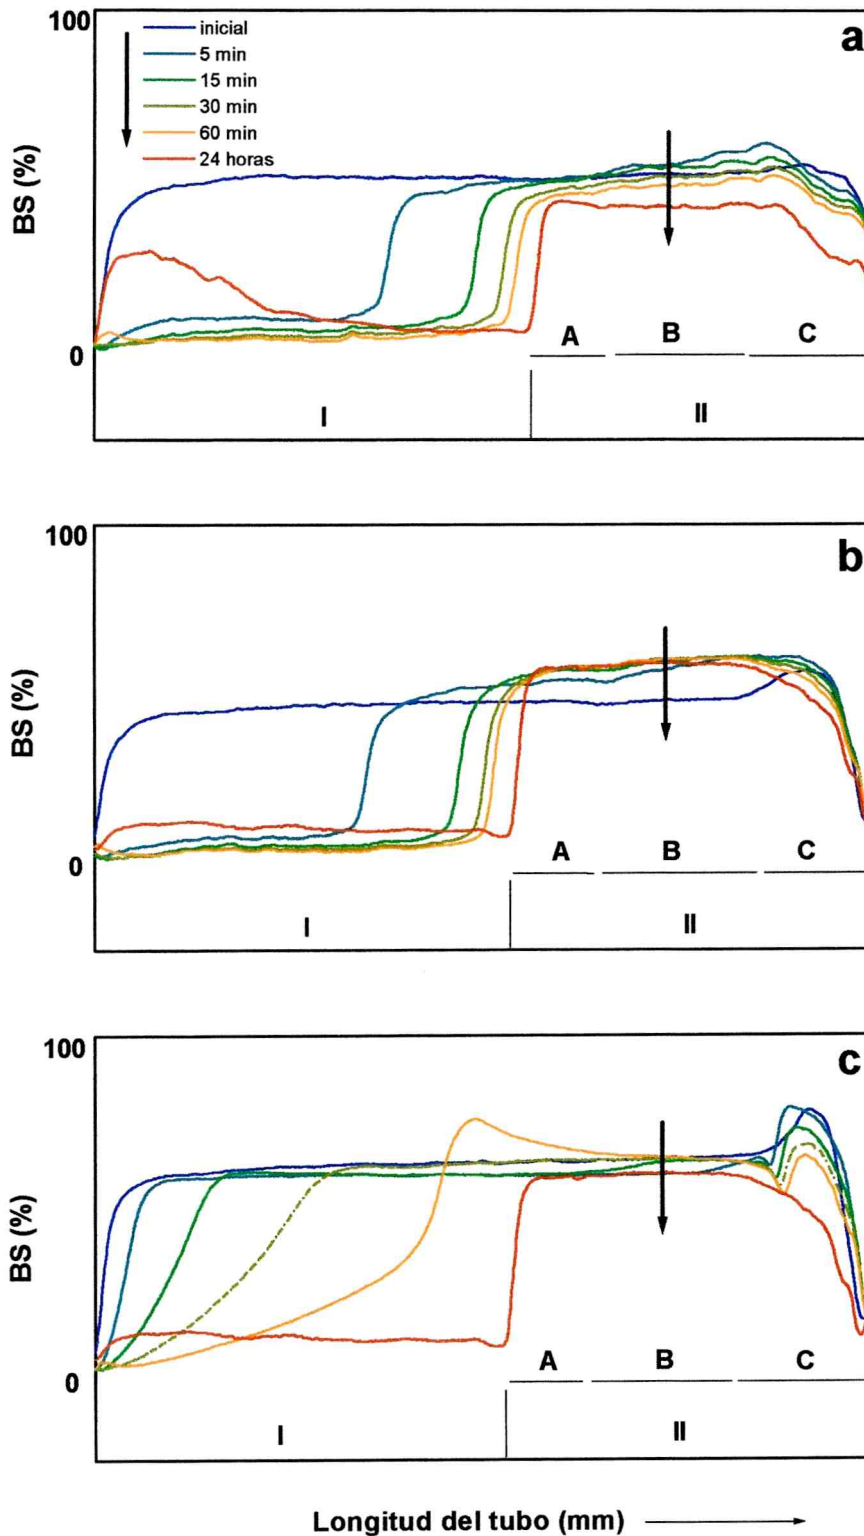 100
a
inicial
5 min
15 min
30 min
60 min
24 horas
BS (%)
0
A B C
I II
100
b
BS (%)
0
A B C
I II
100
c
BS (%)
0
A B C
I II
Longitud del tubo (mm)